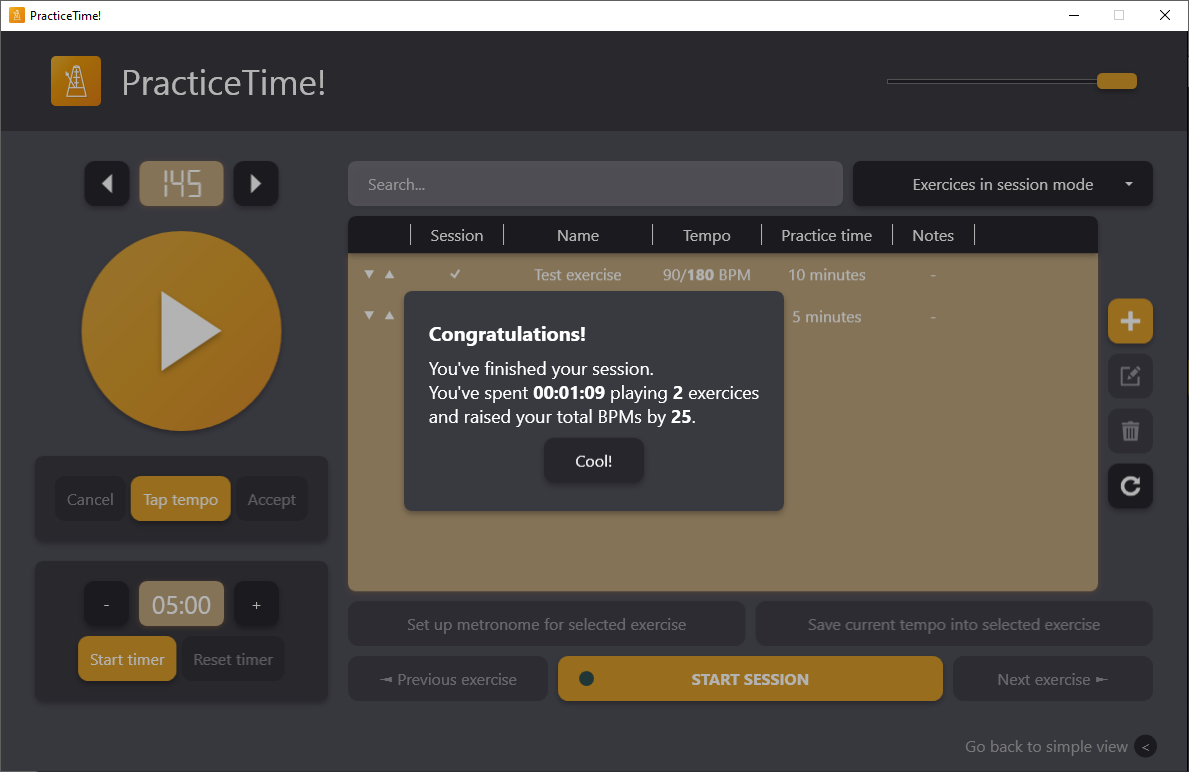 PracticeTime!
PracticeTime!
145
Search...
Exercices in session mode
Session Name Tempo Practice time Notes
Test exercise 90/180 BPM 10 minutes -
5 minutes -
Congratulations!
You've finished your session.
You've spent 00:01:09 playing 2 exercices
and raised your total BPMs by 25.
Cool!
Cancel Tap tempo Accept
- 05:00 +
Start timer Reset timer
Set up metronome for selected exercise Save current tempo into selected exercise
Previous exercise START SESSION Next exercise
Go back to simple view <